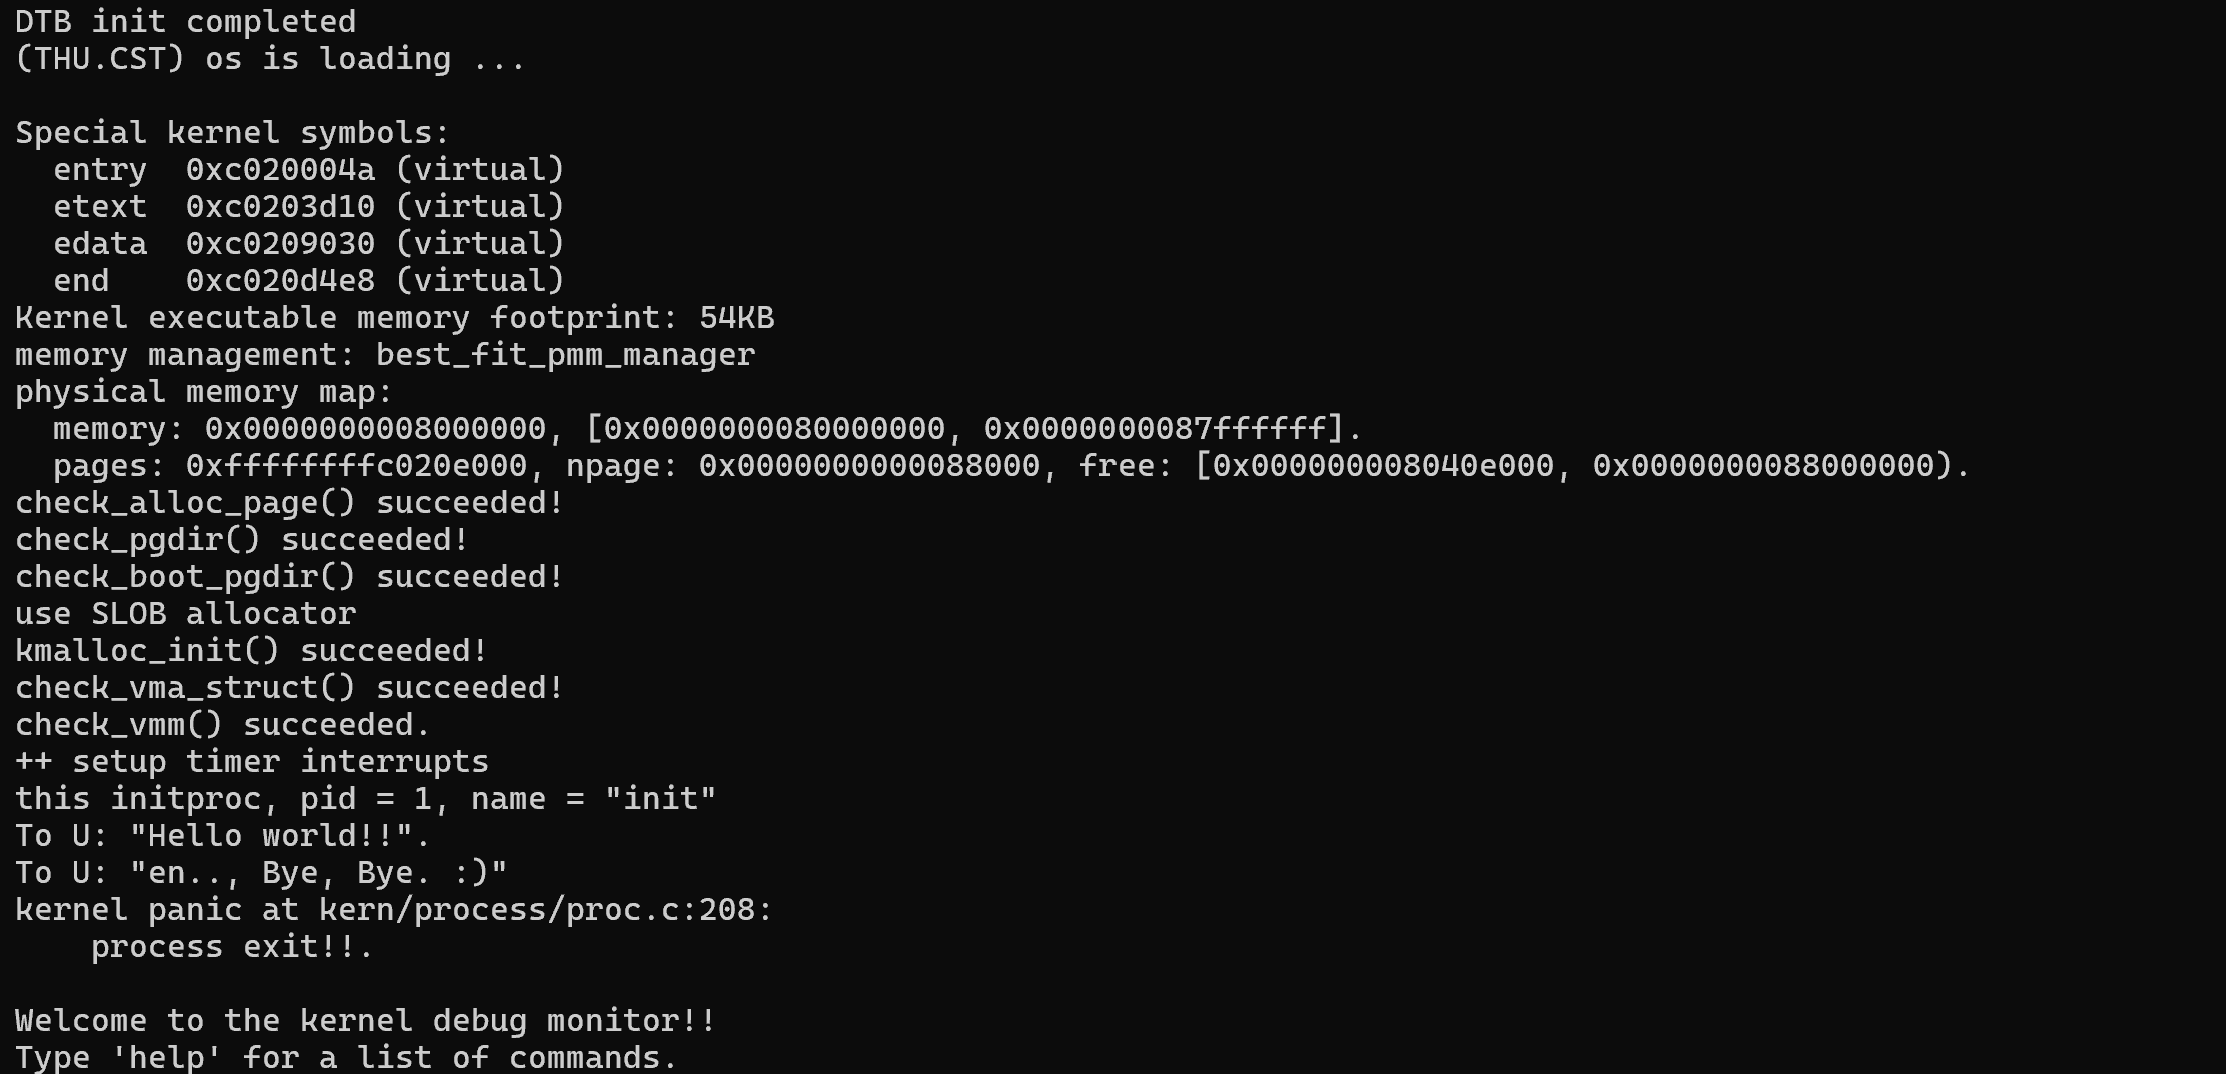 DTB init completed
(THU.CST) os is loading ...
Special kernel symbols:
  entry  0xc020004a (virtual)
  etext  0xc0203d10 (virtual)
  edata  0xc0209030 (virtual)
  end    0xc020d4e8 (virtual)
Kernel executable memory footprint: 54KB
memory management: best_fit_pmm_manager
physical memory map:
  memory: 0x0000000008000000, [0x0000000080000000, 0x0000000087ffffff].
  pages: 0xffffffffc020e000, npage: 0x0000000000088000, free: [0x000000008040e000, 0x0000000088000000).
check_alloc_page() succeeded!
check_pgdir() succeeded!
check_boot_pgdir() succeeded!
use SLOB allocator
kmalloc_init() succeeded!
check_vma_struct() succeeded!
check_vmm() succeeded.
++ setup timer interrupts
this initproc, pid = 1, name = "init"
To U: "Hello world!!".
To U: "en.., Bye, Bye. :)"
kernel panic at kern/process/proc.c:208:
    process exit!!.
Welcome to the kernel debug monitor!!
Type 'help' for a list of commands.